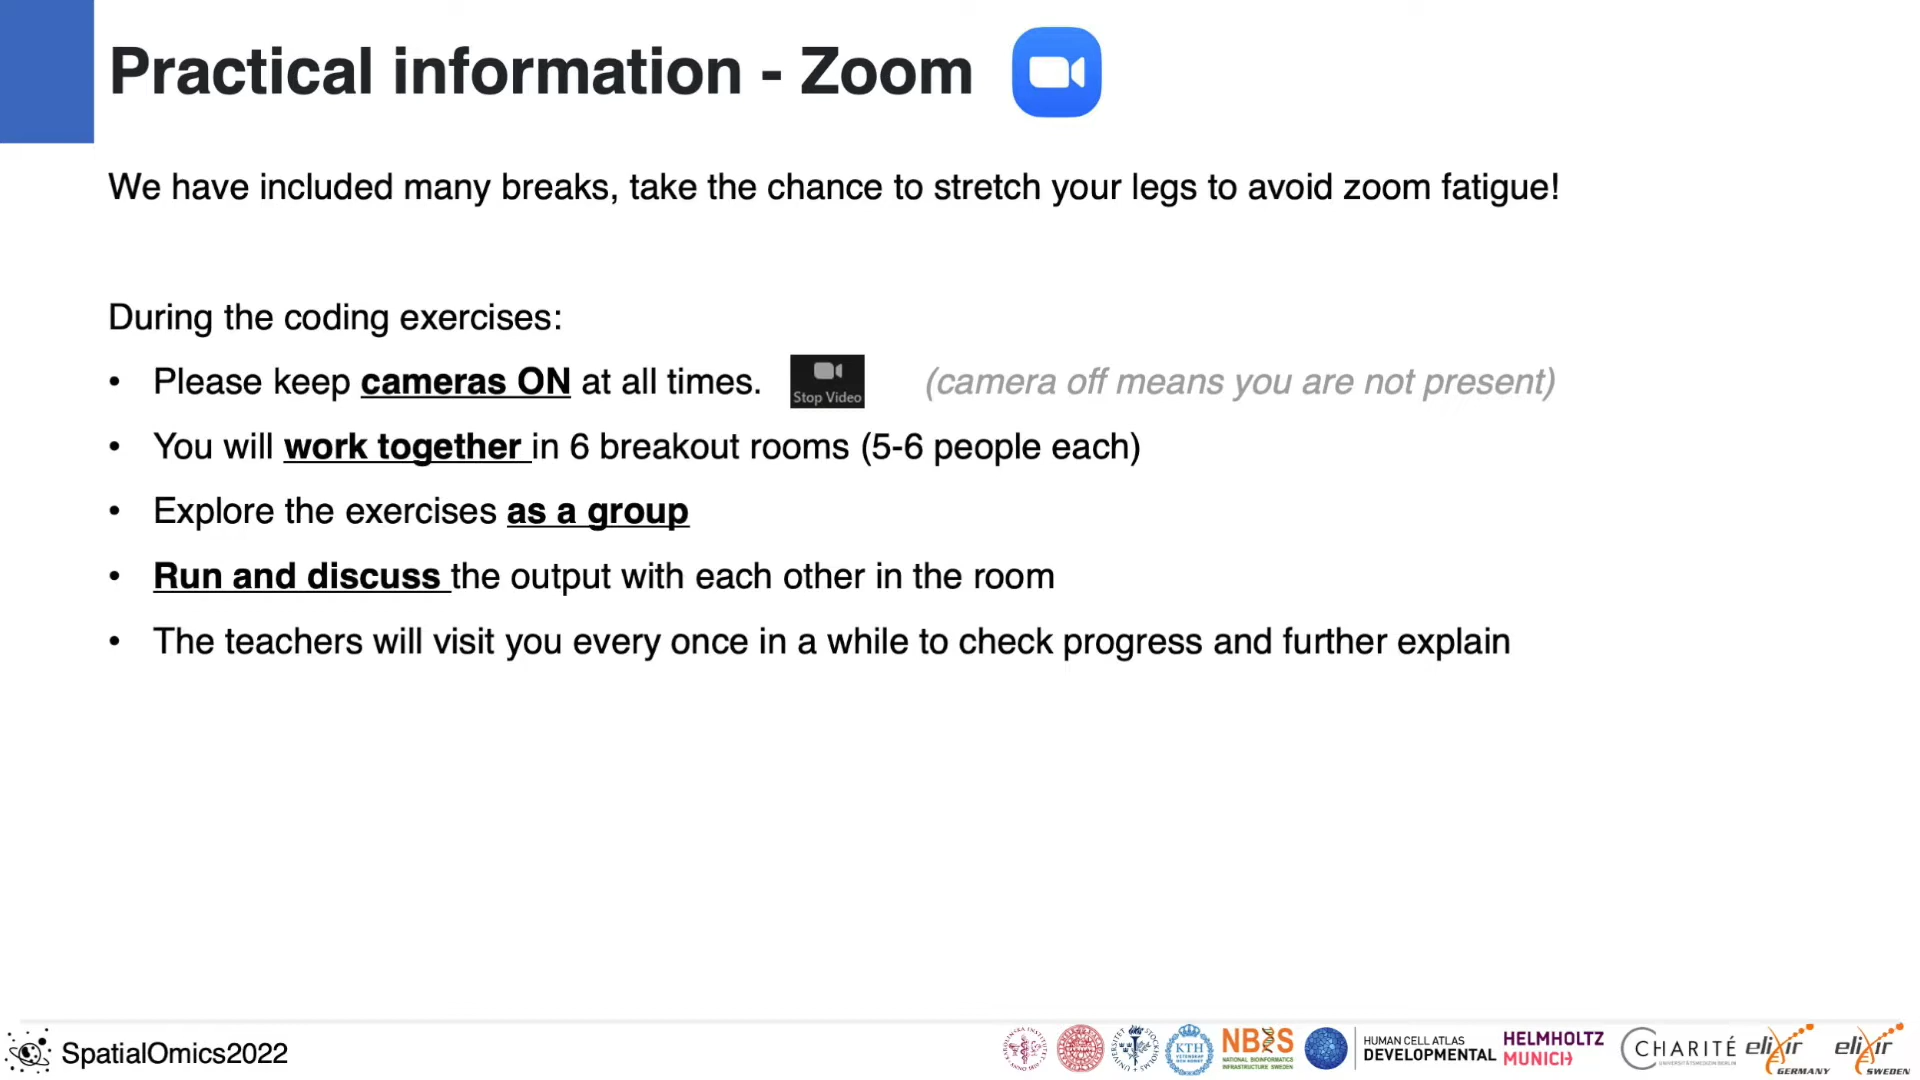 Practical information - Zoom
We have included many breaks, take the chance to stretch your legs to avoid zoom fatigue!
During the coding exercises:
• Please keep cameras ON at all times. Stop Video (camera off means you are not present)
• You will work together in 6 breakout rooms (5-6 people each)
• Explore the exercises as a group
• Run and discuss the output with each other in the room
• The teachers will visit you every once in a while to check progress and further explain
SpatialOmics2022
KTH
NBIS
NATIONAL BIOINFORMATICS
INFRASTRUCTURE SWEDEN
HUMAN CELL ATLAS
DEVELOPMENTAL
HELMHOLTZ
MUNICH
CHARITÉ
UNIVERSITÄTSMEDIZIN BERLIN
elixir
GERMANY
elixir
SWEDEN